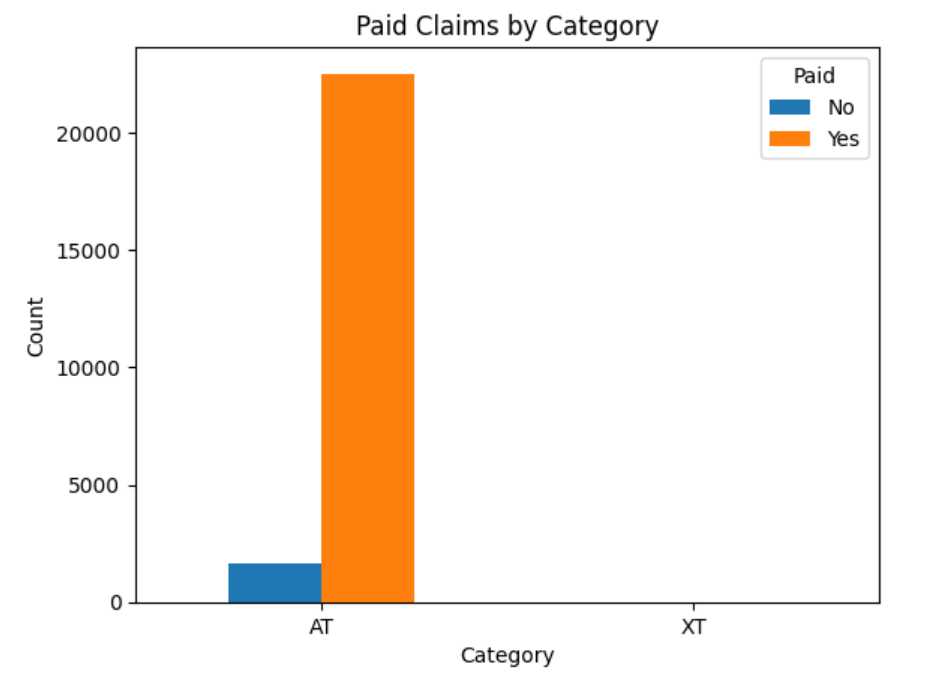 Paid Claims by Category
Paid
No
Yes
20000
15000
10000
5000
0
Count
AT
XT
Category